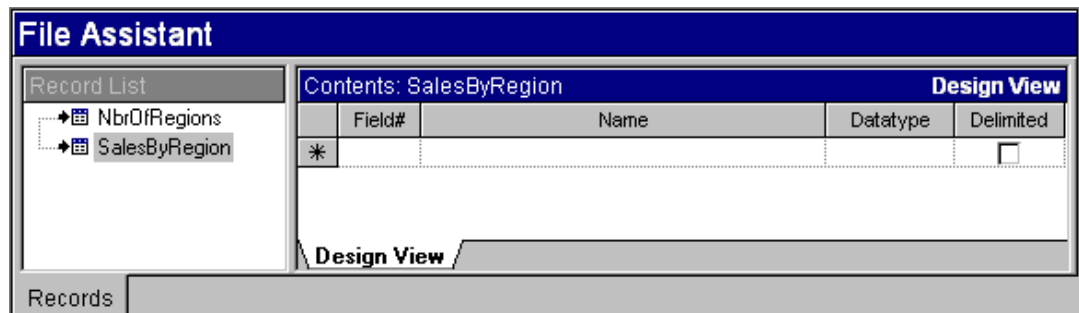 File Assistant
Record List
NbrOfRegions
SalesByRegion
Contents: SalesByRegion Design View
Field# Name Datatype Delimited
*
Design View
Records